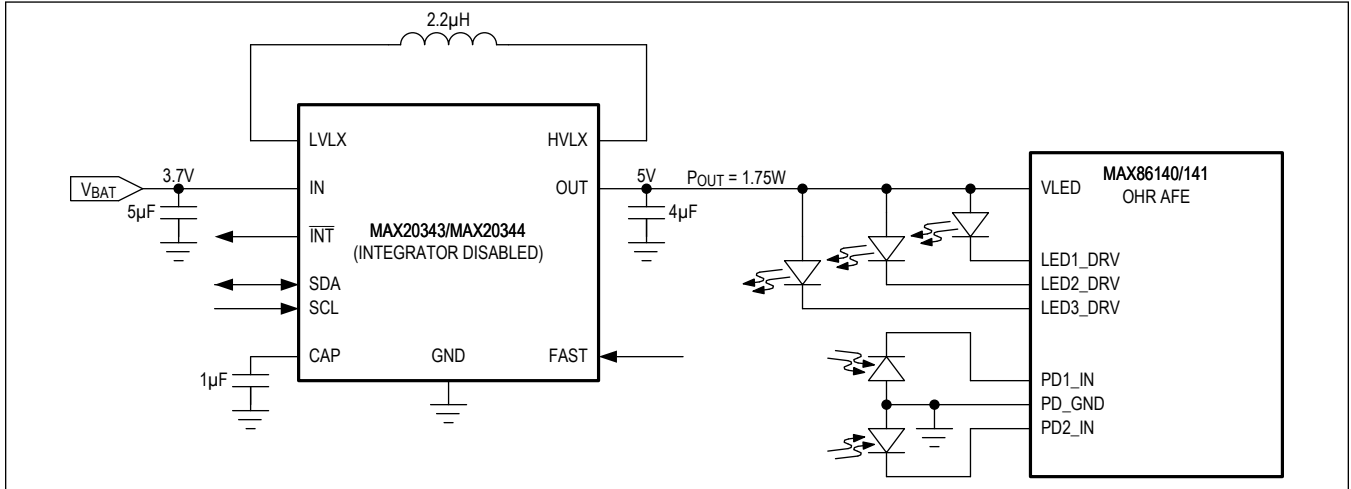 2.2µH
LVLX
HVLX
VBAT
3.7V
IN
OUT
5V
POUT = 1.75W
5µF
4µF
MAX20343/MAX20344
(INTEGRATOR DISABLED)
INT
SDA
SCL
CAP
GND
FAST
1µF
MAX86140/141
OHR AFE
VLED
LED1_DRV
LED2_DRV
LED3_DRV
PD1_IN
PD_GND
PD2_IN